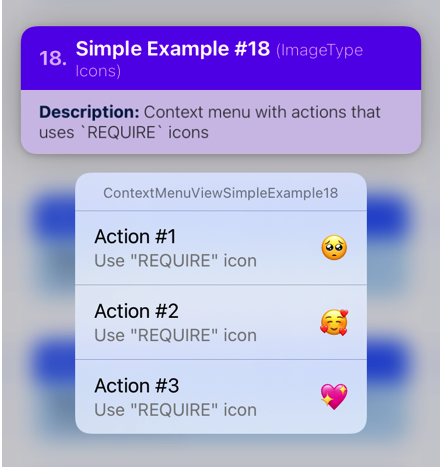 18. Simple Example #18 (ImageType
Icons)
Description: Context menu with actions that
uses `REQUIRE` icons
ContextMenuViewSimpleExample18
Action #1
Use "REQUIRE" icon
Action #2
Use "REQUIRE" icon
Action #3
Use "REQUIRE" icon